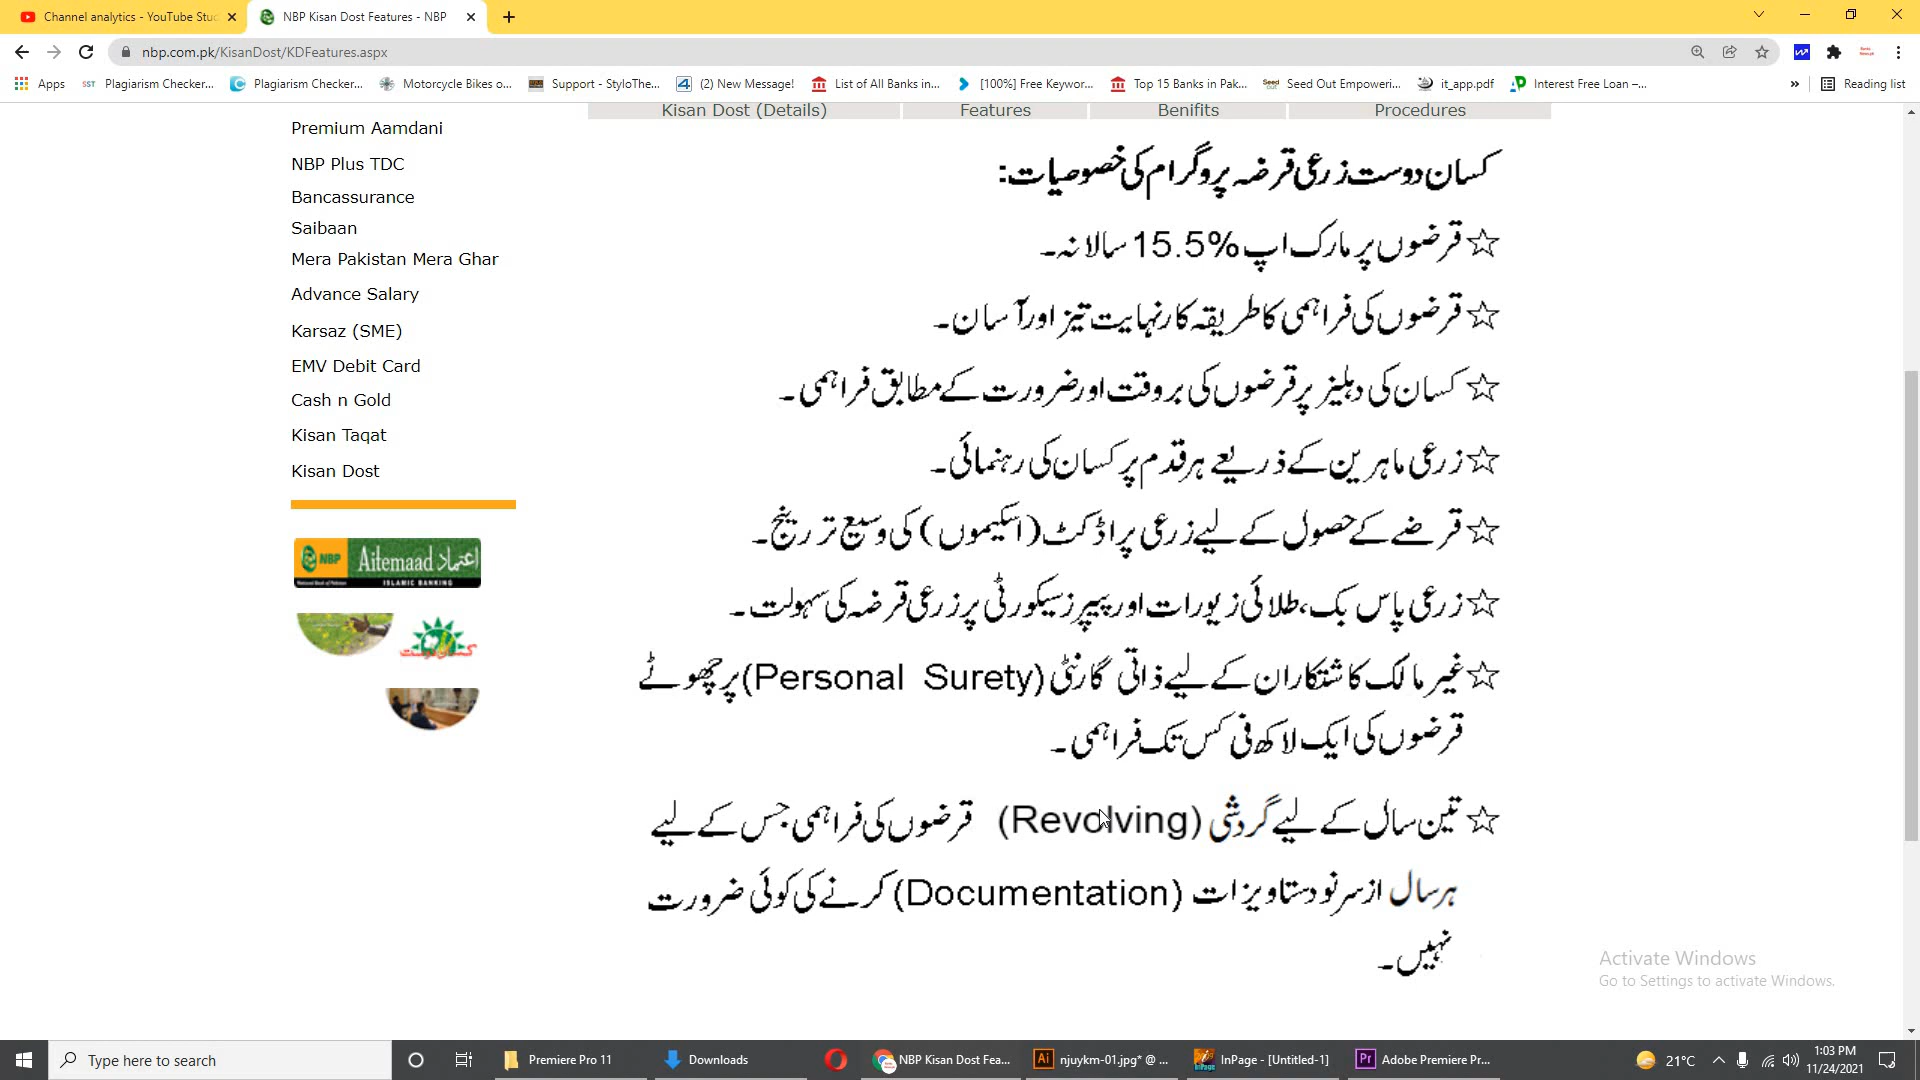 Channel analytics - YouTube Stud
NBP Kisan Dost Features - NBP
nbp.com.pk/KisanDost/KDFeatures.aspx
Apps
SST Plagiarism Checker...
Plagiarism Checker...
Motorcycle Bikes o...
Support - StyloThe...
(2) New Message!
List of All Banks in...
[100%] Free Keywor...
Top 15 Banks in Pak...
Seed Out Empoweri...
it_app.pdf
Interest Free Loan –...
»
Reading list
Kisan Dost (Details)
Features
Benifits
Procedures
Premium Aamdani
NBP Plus TDC
Bancassurance
Saibaan
Mera Pakistan Mera Ghar
Advance Salary
Karsaz (SME)
EMV Debit Card
Cash n Gold
Kisan Taqat
Kisan Dost
NBP
Aitemaad اعتماد
ISLAMIC BANKING
کسان دوست
کسان دوست زرعی قرضہ پروگرام کی خصوصیات:
☆ قرضوں پر مارک اپ 15.5% سالانہ۔
☆ قرضوں کی فراہمی کا طریقہ کار نہایت تیز اور آسان۔
☆ کسان کی دہلیز پر قرضوں کی بروقت اور ضرورت کے مطابق فراہمی۔
☆ زرعی ماہرین کے ذریعے ہر قدم پر کسان کی رہنمائی۔
☆ قرضے کے حصول کے لیے زرعی پراڈکٹ (اسکیموں) کی وسیع تر رینج۔
☆ زرعی پاس بک، طلائی زیورات اور پیپرز سیکورٹی پر زرعی قرضہ کی سہولت۔
☆ غیر مالک کاشتکاران کے لیے ذاتی گارنٹی (Personal Surety) پر چھوٹے
قرضوں کی ایک لاکھ فی کس تک فراہمی۔
☆ تین سال کے لیے گردشی (Revolving) قرضوں کی فراہمی جس کے لیے
ہر سال ازسرنو دستاویزات (Documentation) کرنے کی کوئی ضرورت
نہیں۔
Activate Windows
Go to Settings to activate Windows.
Type here to search
Premiere Pro 11
Downloads
NBP Kisan Dost Fea...
njuykm-01.jpg* @ ...
InPage - [Untitled-1]
Adobe Premiere Pr...
21°C
1:03 PM
11/24/2021